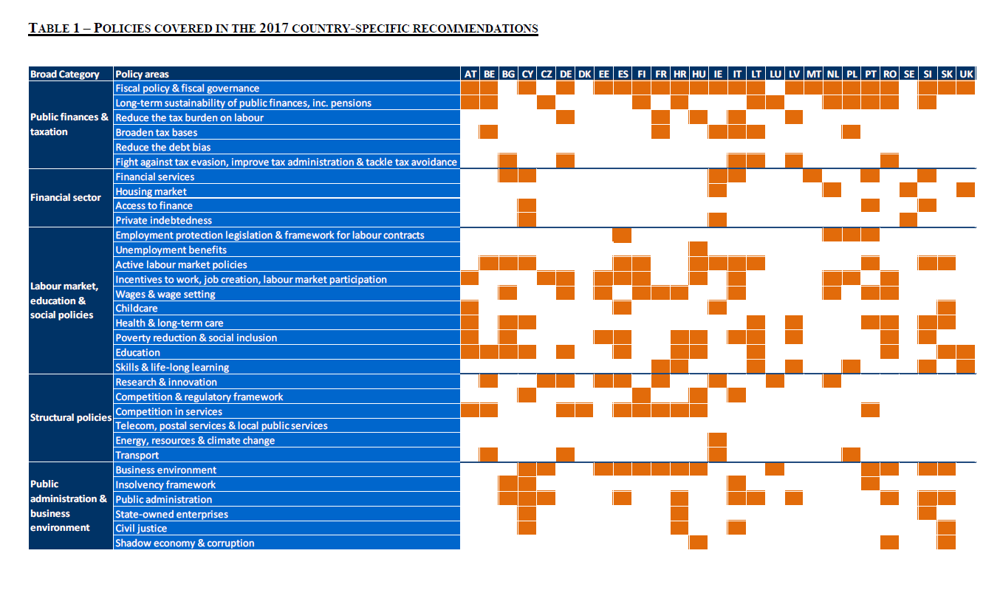 TABLE 1 – POLICIES COVERED IN THE 2017 COUNTRY-SPECIFIC RECOMMENDATIONS
Broad Category Policy areas AT BE BG CY CZ DE DK EE ES FI FR HR HU IE IT LT LU LV MT NL PL PT RO SE SI SK UK
Public finances &
taxation
Fiscal policy & fiscal governance
Long-term sustainability of public finances, inc. pensions
Reduce the tax burden on labour
Broaden tax bases
Reduce the debt bias
Fight against tax evasion, improve tax administration & tackle tax avoidance
Financial sector
Financial services
Housing market
Access to finance
Private indebtedness
Labour market,
education &
social policies
Employment protection legislation & framework for labour contracts
Unemployment benefits
Active labour market policies
Incentives to work, job creation, labour market participation
Wages & wage setting
Childcare
Health & long-term care
Poverty reduction & social inclusion
Education
Skills & life-long learning
Structural policies
Research & innovation
Competition & regulatory framework
Competition in services
Telecom, postal services & local public services
Energy, resources & climate change
Transport
Public
administration &
business
environment
Business environment
Insolvency framework
Public administration
State-owned enterprises
Civil justice
Shadow economy & corruption